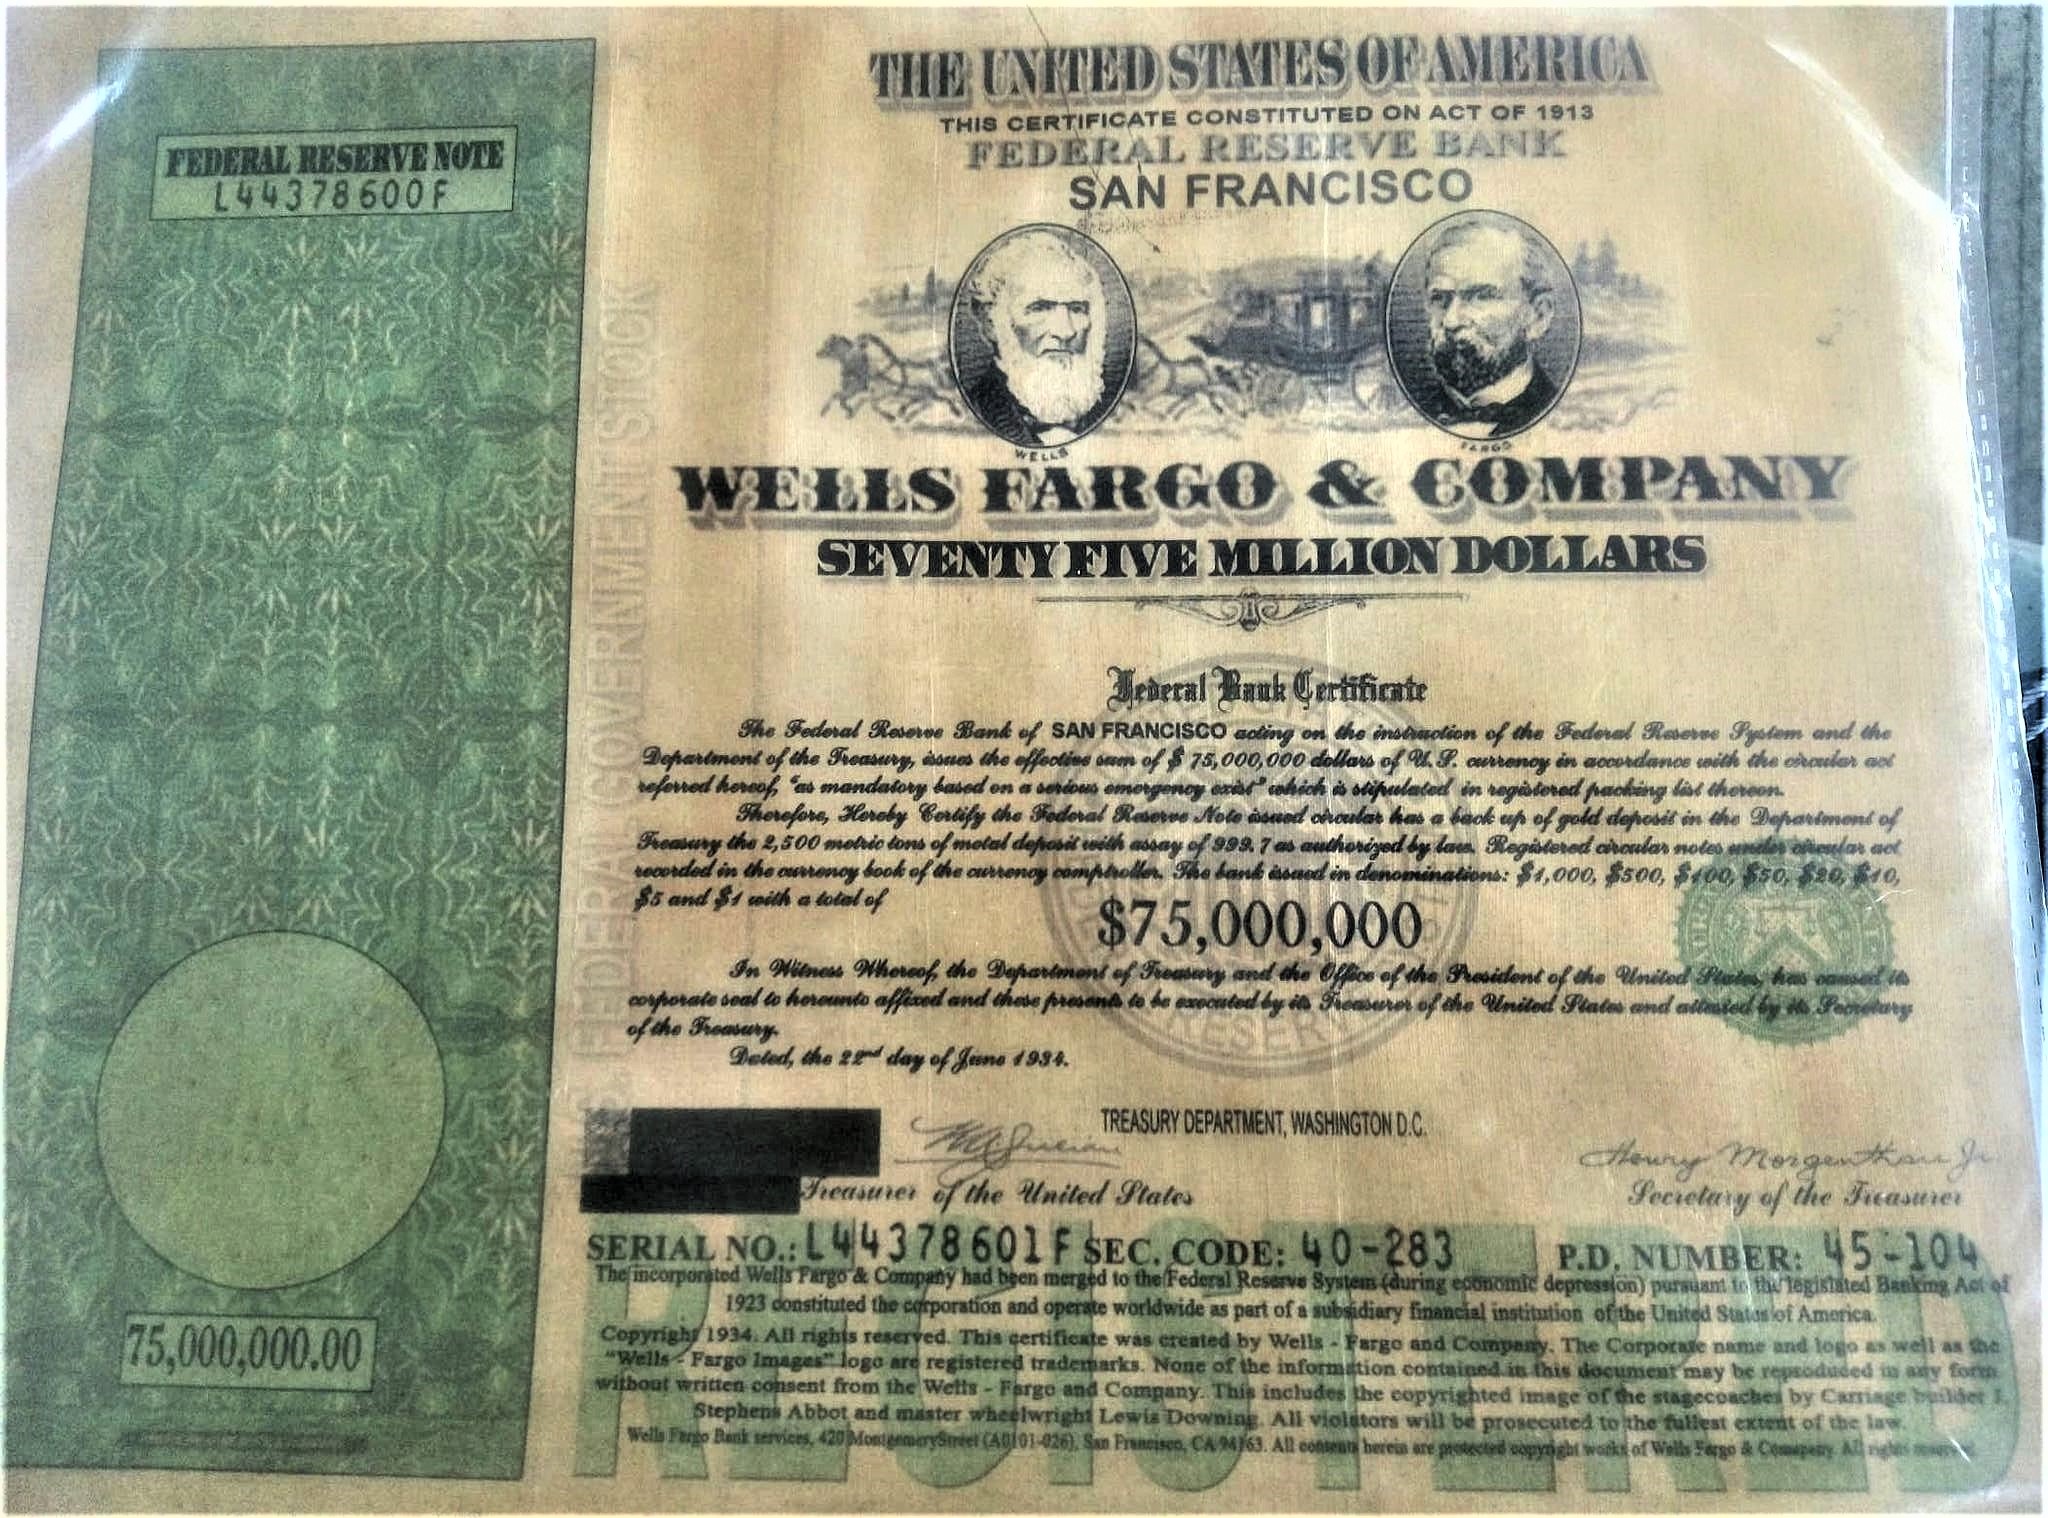 FEDERAL RESERVE NOTE
L44378600F
75,000,000.00
FEDERAL GOVERNMENT STOCK
THE UNITED STATES OF AMERICA
THIS CERTIFICATE CONSTITUTED ON ACT OF 1913
FEDERAL RESERVE BANK
SAN FRANCISCO
WELLS
FARGO
WELLS FARGO & COMPANY
SEVENTY FIVE MILLION DOLLARS
Federal Bank Certificate
The Federal Reserve Bank of SAN FRANCISCO acting on the instruction of the Federal Reserve System and the
Department of the Treasury, issues the effective sum of $ 75,000,000 dollars of U.S. currency in accordance with the circular act
referred hereof, "as mandatory based on a serious emergency exist" which is stipulated in registered packing list thereon.
Therefore, Hereby Certify the Federal Reserve Note issued circular has a back up of gold deposit in the Department of
Treasury the 2,500 metric tons of metal deposit with assay of 999.7 as authorized by law. Registered circular notes under circular act
recorded in the currency book of the currency comptroller. The bank issued in denominations: $1,000, $500, $100, $50, $20, $10,
$5 and $1 with a total of
$75,000,000
In Witness Whereof, the Department of Treasury and the Office of the President of the United States, has caused its
corporate seal to hereunto affixed and these presents to be executed by its Treasurer of the United States and attested by its Secretary
of the Treasury.
Dated, the 22nd day of June 1934.
TREASURY DEPARTMENT, WASHINGTON D.C.
Henry Morgenthau Jr.
Treasurer of the United States
Secretary of the Treasurer
SERIAL NO.: L44378601F SEC. CODE: 40-283 P.D. NUMBER: 45-104
REGISTERED
The incorporated Wells Fargo & Company had been merged to the Federal Reserve System (during economic depression) pursuant to the legislated Banking Act of
1923 constituted the corporation and operate worldwide as part of a subsidiary financial institution of the United States of America.
Copyright 1934. All rights reserved. This certificate was created by Wells - Fargo and Company. The Corporate name and logo as well as the
"Wells - Fargo Images" logo are registered trademarks. None of the information contained in this document may be reproduced in any form
without written consent from the Wells - Fargo and Company. This includes the copyrighted image of the stagecoaches by Carriage builder J.
Stephens Abbot and master wheelwright Lewis Downing. All violators will be prosecuted to the fullest extent of the law.
Wells Fargo Bank services, 420 Montgomery Street (A0101-026), San Francisco, CA 94163. All contents herein are protected copyright works of Wells Fargo & Company. All rights reserved.